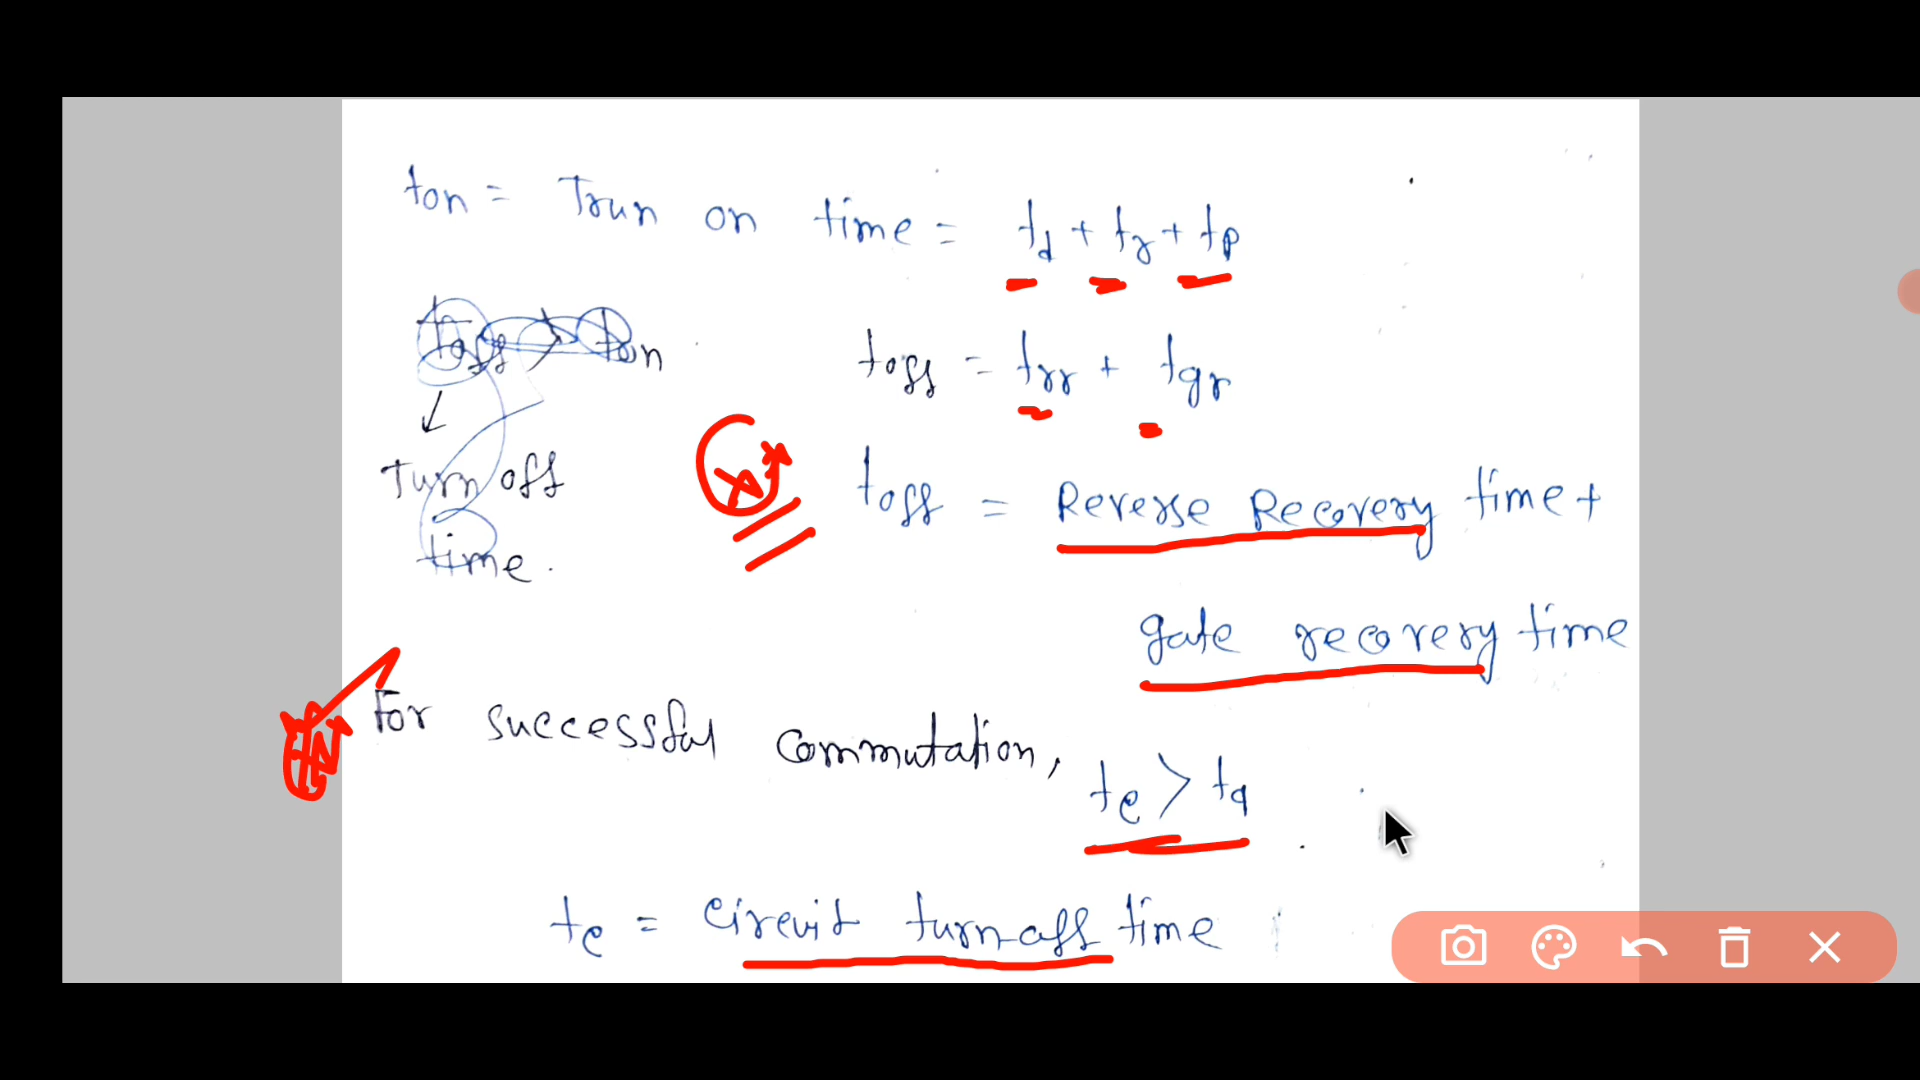 ton = Trun on time = td + tr + tp
toff > ton
toff = trr + tgr
Turn off
time.
toff = Reverse Recovery time +
gate recovery time
For successful commutation,
tc > tq
tc = circuit turn-off time